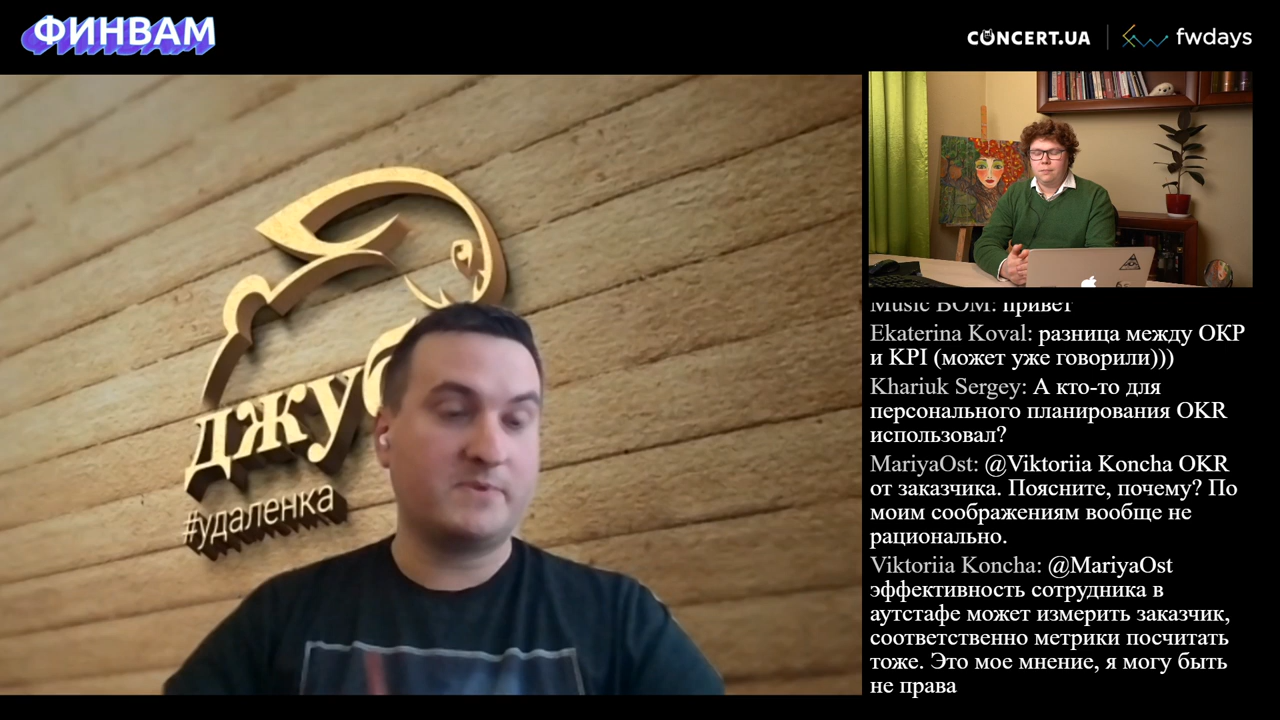 ФИНВАМ
CONCERT.UA
fwdays
джуб
#удаленка
Music BOM: привет
Ekaterina Koval: разница между ОКР
и KPI (может уже говорили)))
Khariuk Sergey: А кто-то для
персонального планирования OKR
использовал?
MariyaOst: @Viktoriia Koncha OKR
от заказчика. Поясните, почему? По
моим соображениям вообще не
рационально.
Viktoriia Koncha: @MariyaOst
эффективность сотрудника в
аутстафе может измерить заказчик,
соответственно метрики посчитать
тоже. Это мое мнение, я могу быть
не права